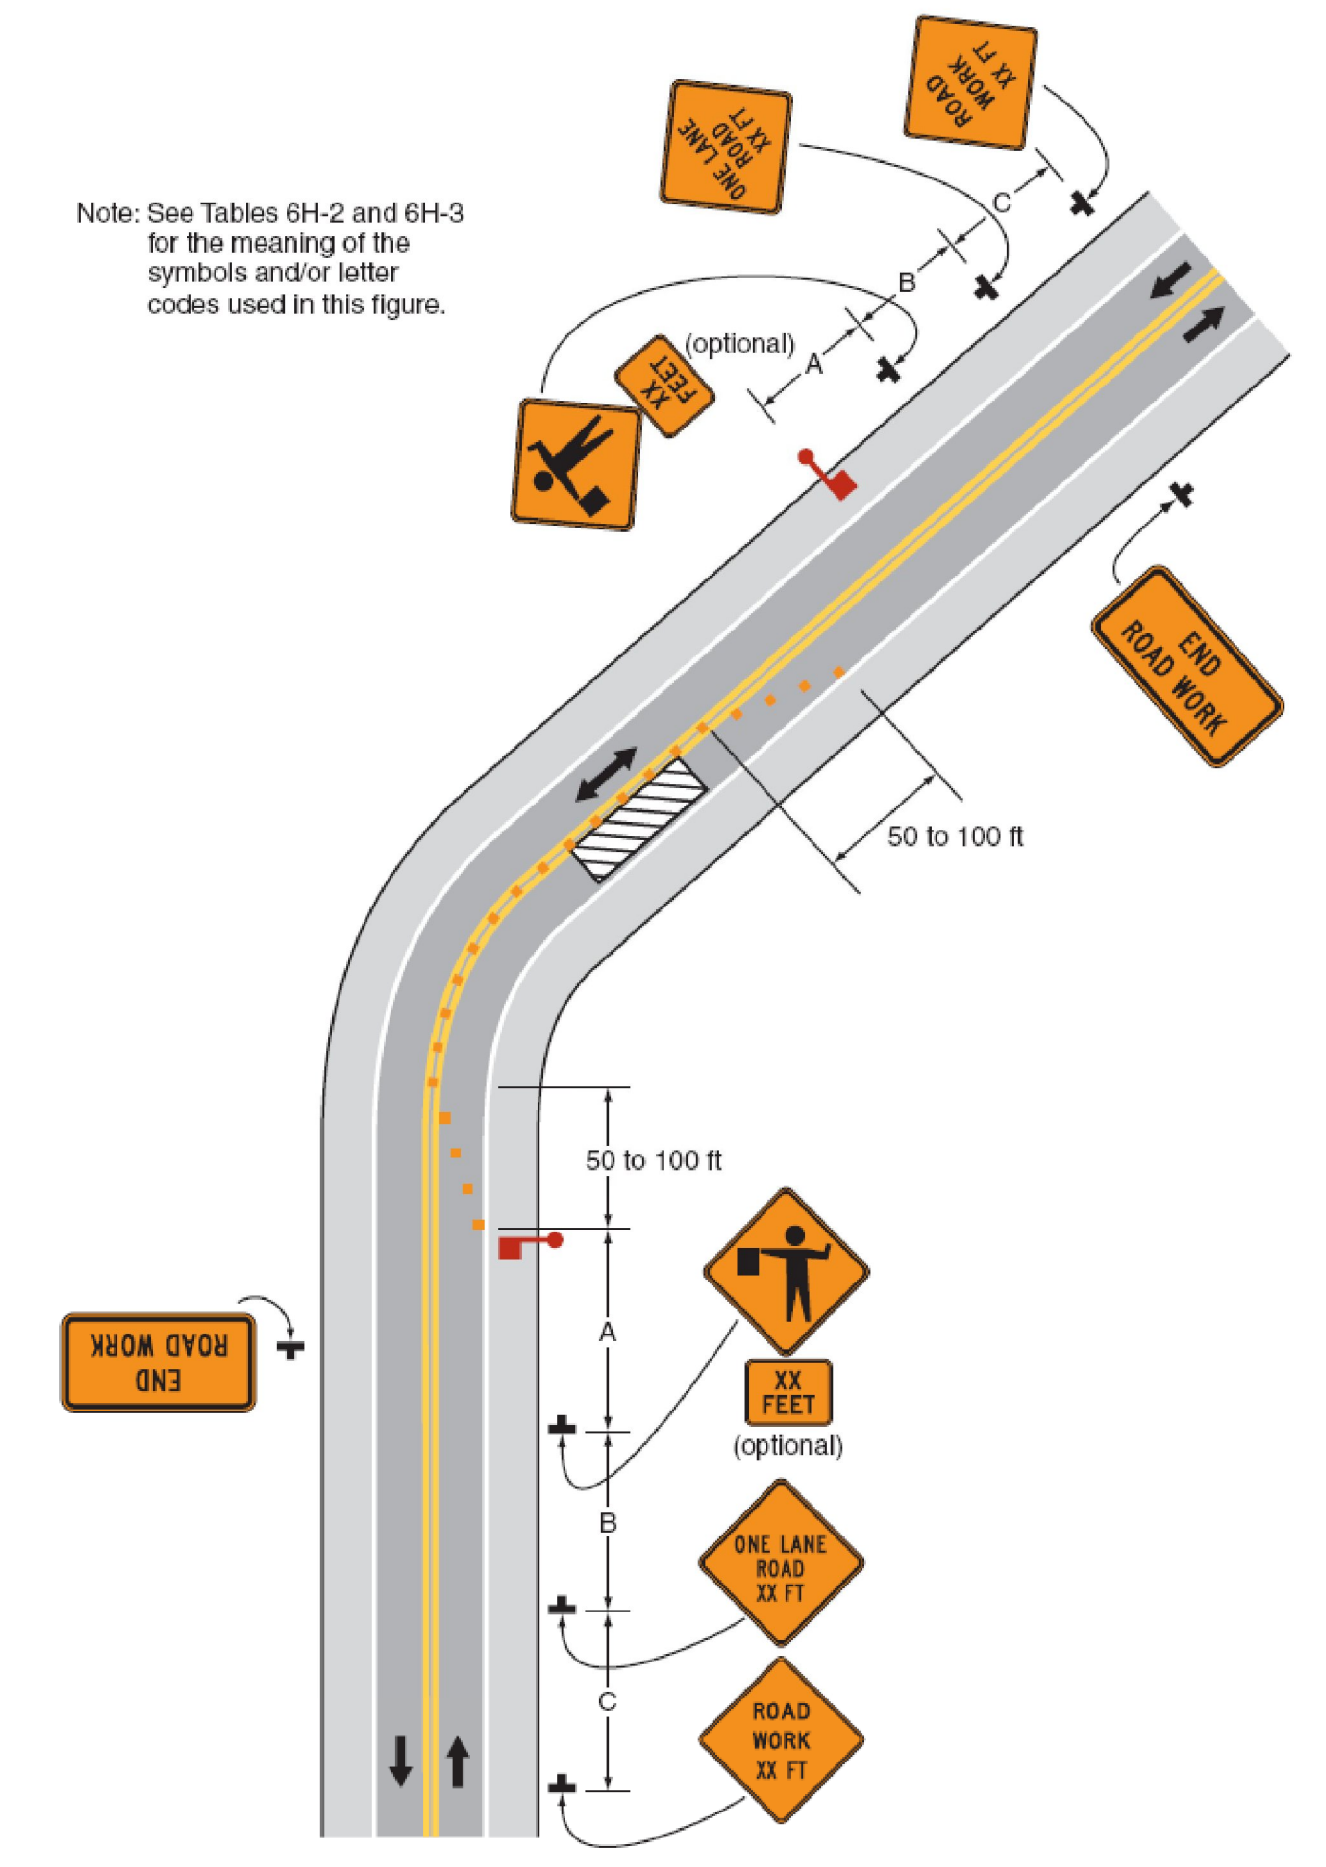 ROAD
WORK
XX FT
ONE LANE
ROAD
XX FT
Note: See Tables 6H-2 and 6H-3
for the meaning of the
symbols and/or letter
codes used in this figure.
C
B
(optional)
XX
FEET
A
END
ROAD WORK
50 to 100 ft
50 to 100 ft
A
END
ROAD WORK
XX
FEET
(optional)
B
ONE LANE
ROAD
XX FT
C
ROAD
WORK
XX FT